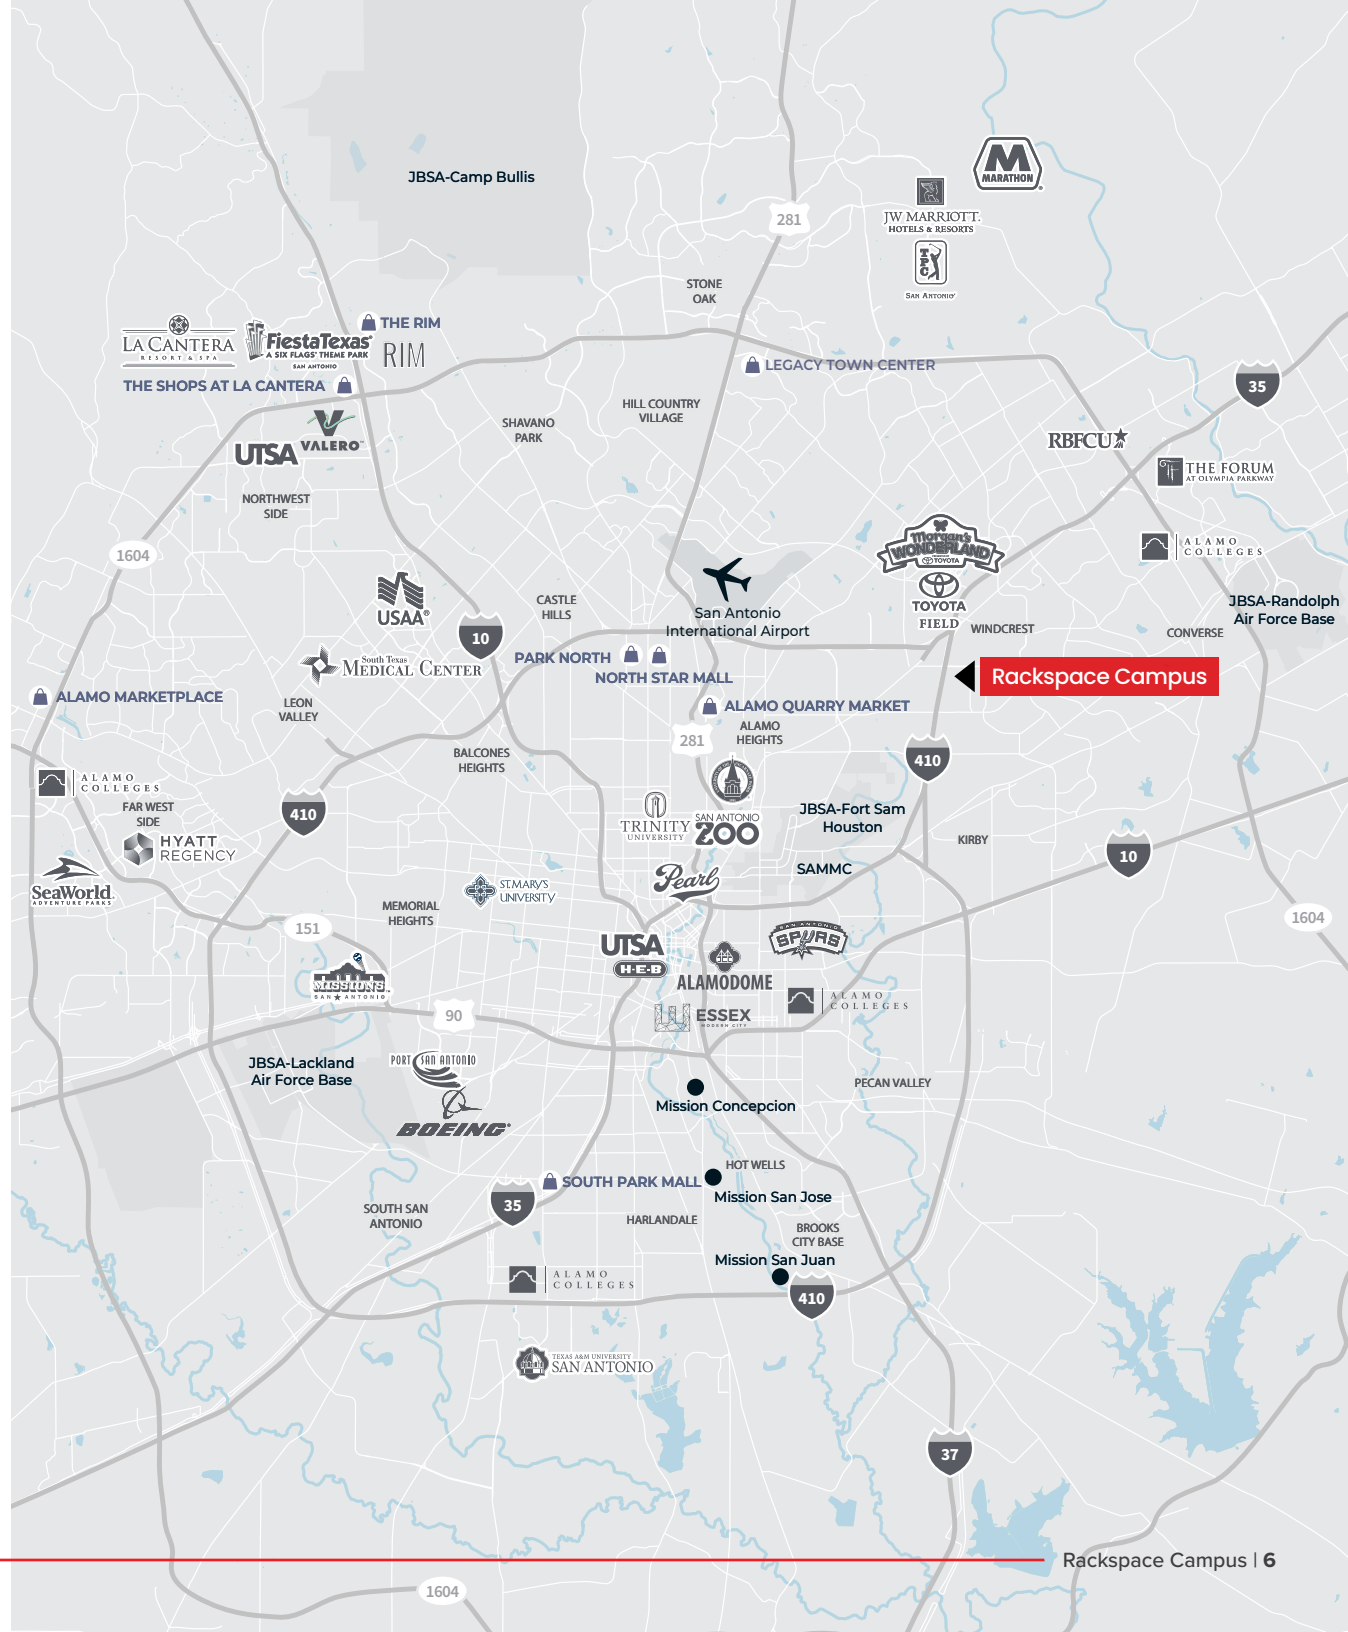 JBSA-Camp Bullis
M
MARATHON
JW MARRIOTT.
HOTELS & RESORTS
281
TPC
SAN ANTONIO
STONE
OAK
THE RIM
LA CANTERA
RESORT & SPA
FiestaTexas
A SIX FLAGS THEME PARK
SAN ANTONIO
RIM
THE SHOPS AT LA CANTERA
LEGACY TOWN CENTER
35
HILL COUNTRY
VILLAGE
SHAVANO
PARK
V
VALERO
UTSA
RBFCU
THE FORUM
AT OLYMPIA PARKWAY
NORTHWEST
SIDE
1604
Morgan's
WONDERLAND
TOYOTA
ALAMO
COLLEGES
TOYOTA
FIELD
USAA®
CASTLE
HILLS
San Antonio
International Airport
JBSA-Randolph
Air Force Base
WINDCREST
CONVERSE
10
South Texas
MEDICAL CENTER
PARK NORTH
NORTH STAR MALL
Rackspace Campus
ALAMO MARKETPLACE
LEON
VALLEY
ALAMO QUARRY MARKET
281
ALAMO
HEIGHTS
BALCONES
HEIGHTS
410
ALAMO
COLLEGES
FAR WEST
SIDE
410
TRINITY
UNIVERSITY
SAN ANTONIO
ZOO
JBSA-Fort Sam
Houston
KIRBY
10
HYATT
REGENCY
SeaWorld
ADVENTURE PARKS
SAMMC
Pearl
ST.MARY'S
UNIVERSITY
MEMORIAL
HEIGHTS
1604
151
UTSA
H-E-B
SAN ANTONIO
SPURS
ALAMODOME
MISSIONS
SAN ★ ANTONIO
ALAMO
COLLEGES
90
ESSEX
MODERN CITY
JBSA-Lackland
Air Force Base
PORT SAN ANTONIO
BOEING®
PECAN VALLEY
Mission Concepcion
HOT WELLS
SOUTH PARK MALL
Mission San Jose
35
SOUTH SAN
ANTONIO
HARLANDALE
BROOKS
CITY BASE
Mission San Juan
ALAMO
COLLEGES
410
TEXAS A&M UNIVERSITY
SAN ANTONIO
37
Rackspace Campus | 6
1604